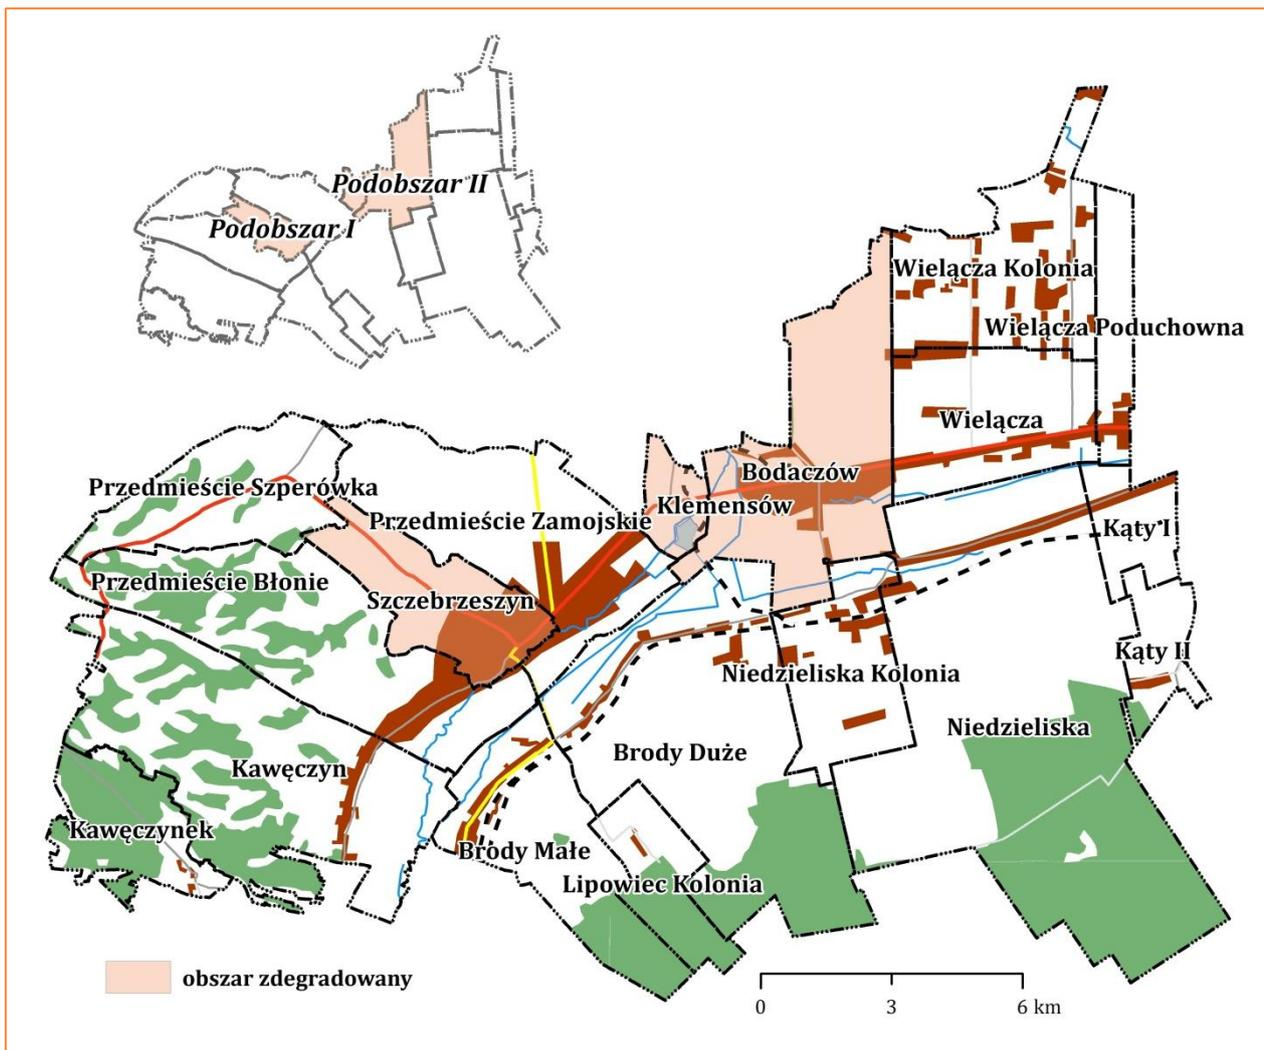 Podobszar II
Podobszar I
Wielącza Kolonia
Wielącza Poduchowna
Wielącza
Bodaczów
Przedmieście Szperówka
Klemensów
Przedmieście Zamojskie
Kąty I
Przedmieście Błonie
Szczebrzeszyn
Kąty II
Niedzieliska Kolonia
Niedzieliska
Brody Duże
Kawęczyn
Kawęczynek
Brody Małe
Lipowiec Kolonia
obszar zdegradowany
0 3 6 km